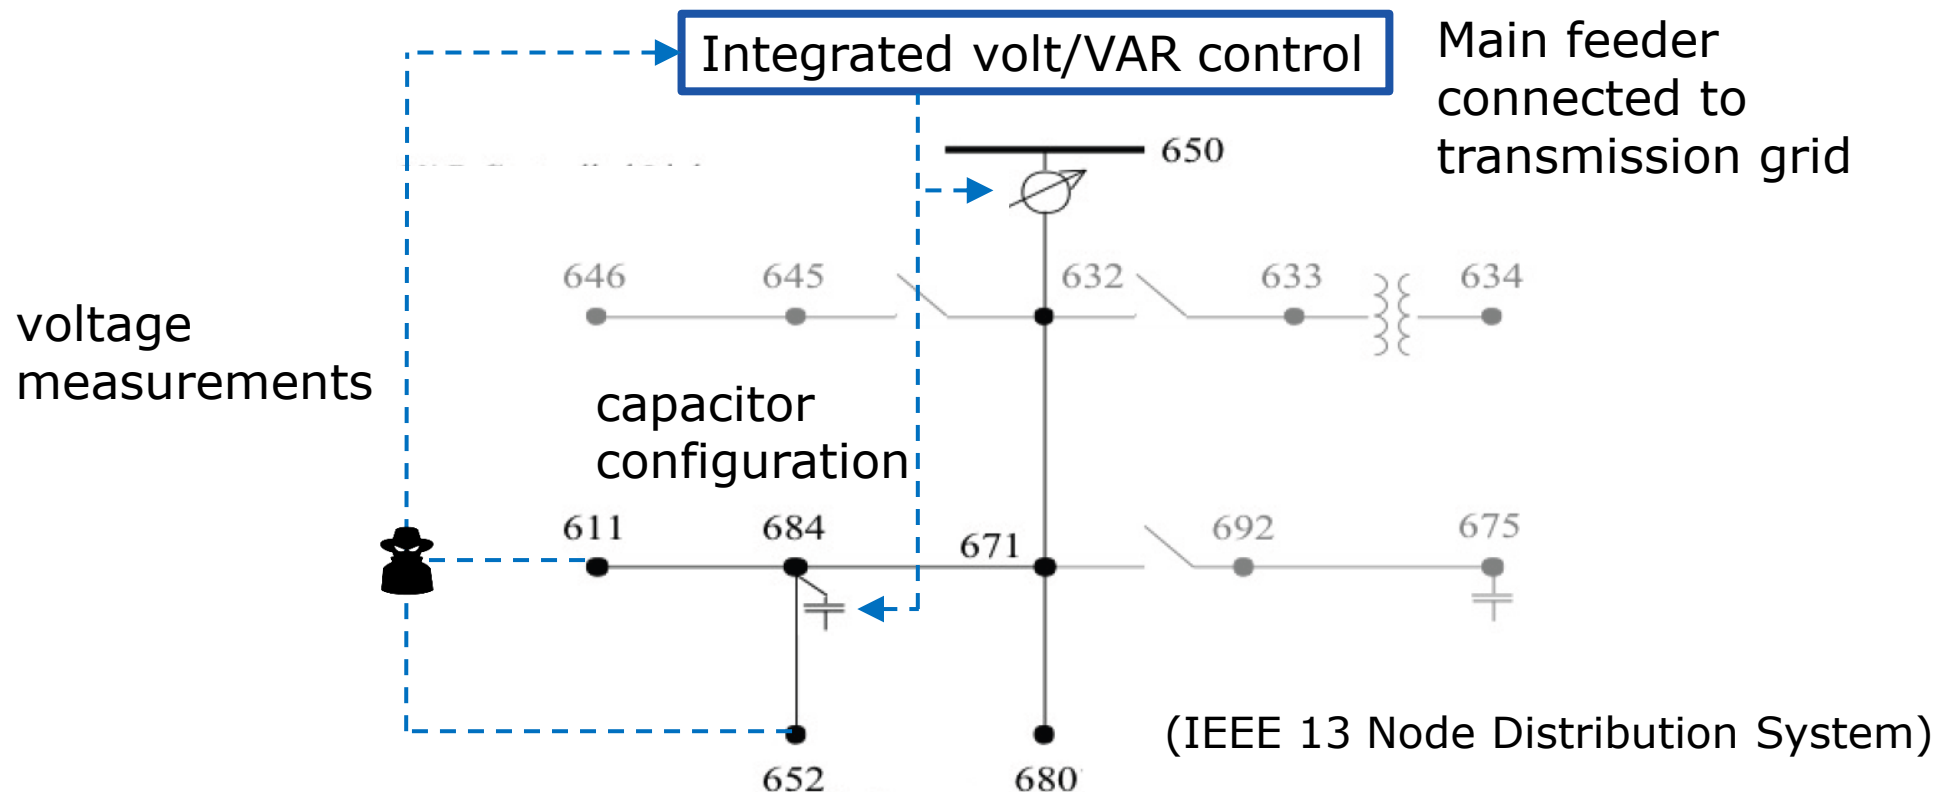 Integrated volt/VAR control
Main feeder
connected to
transmission grid
650
646
645
632
633
634
voltage
measurements
capacitor
configuration
611
684
671
692
675
652
680
(IEEE 13 Node Distribution System)